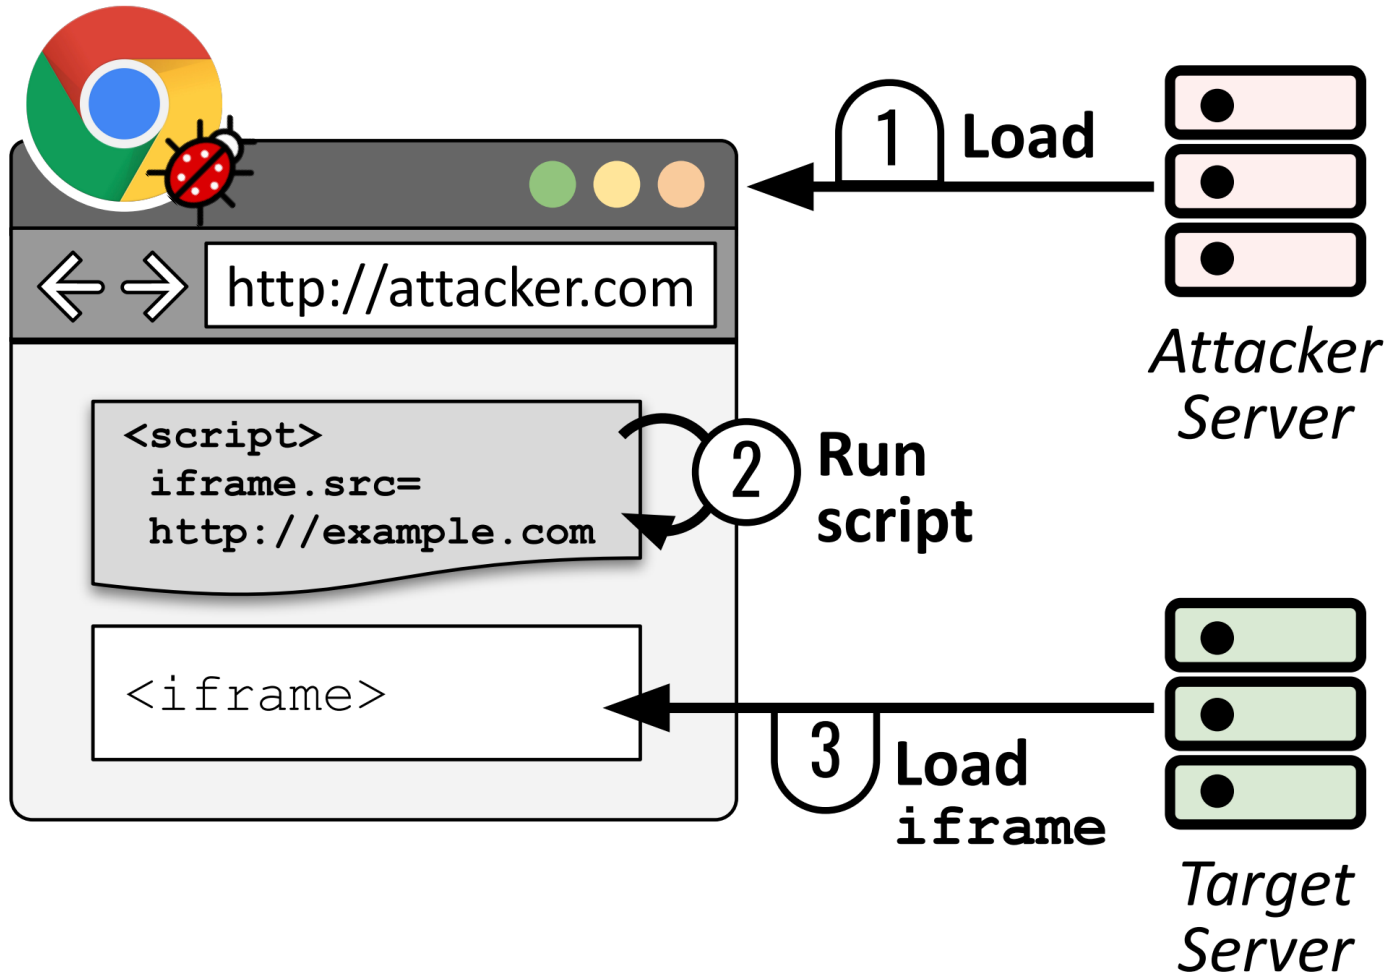 1 Load
http://attacker.com
Attacker
Server
<script>
iframe.src=
http://example.com
2 Run
script
<iframe>
3 Load
iframe
Target
Server